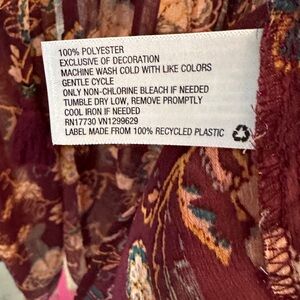 100% POLYESTER
EXCLUSIVE OF DECORATION
MACHINE WASH COLD WITH LIKE COLORS
GENTLE CYCLE
ONLY NON-CHLORINE BLEACH IF NEEDED
TUMBLE DRY LOW, REMOVE PROMPTLY
COOL IRON IF NEEDED
RN17730 VN1299629
LABEL MADE FROM 100% RECYCLED PLASTIC